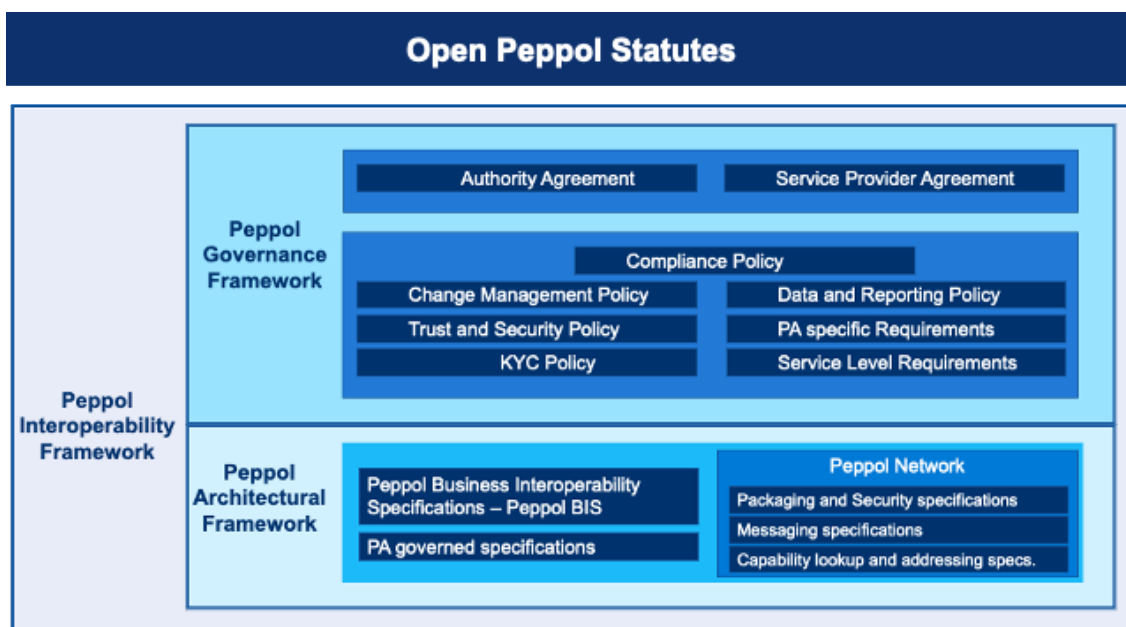 Open Peppol Statutes
Peppol
Interoperability
Framework
Peppol
Governance
Framework
Authority Agreement
Service Provider Agreement
Compliance Policy
Change Management Policy
Data and Reporting Policy
Trust and Security Policy
PA specific Requirements
KYC Policy
Service Level Requirements
Peppol
Architectural
Framework
Peppol Business Interoperability
Specifications – Peppol BIS
PA governed specifications
Peppol Network
Packaging and Security specifications
Messaging specifications
Capability lookup and addressing specs.